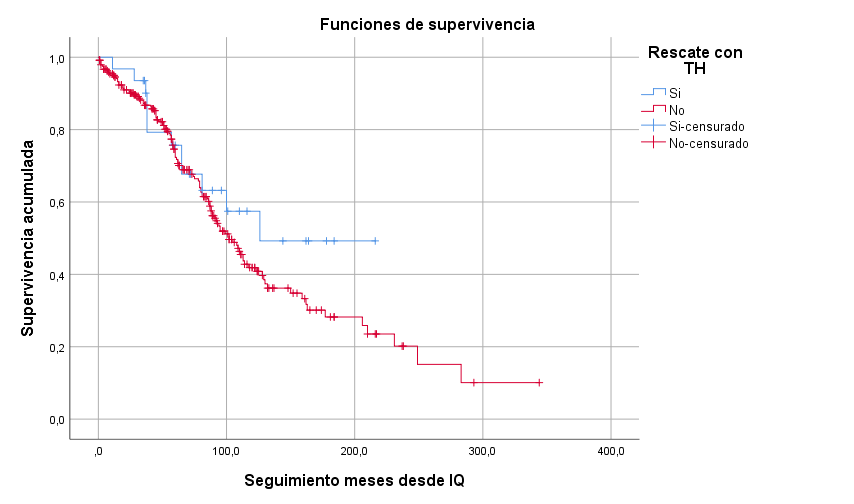 Funciones de supervivencia
Rescate con
TH
Si
No
Si-censurado
No-censurado
Supervivencia acumulada
1,0
0,8
0,6
0,4
0,2
0,0
,0
100,0
200,0
300,0
400,0
Seguimiento meses desde IQ